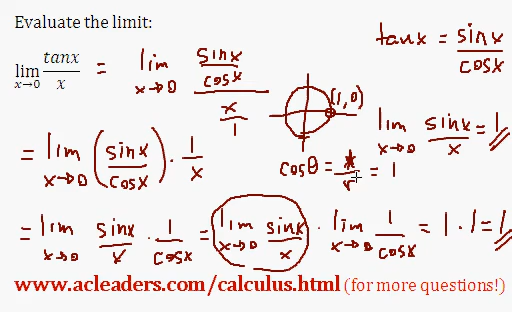 Evaluate the limit:
tanx = sinx / cosx
lim x→0 tanx / x = lim x→0 (sinx / cosx) / (x / 1)
(1, 0)
lim x→0 sinx / x = 1
= lim x→0 (sinx / cosx) · 1 / x
cosθ = x / r = 1
= lim x→0 sinx / x · 1 / cosx = lim x→0 sinx / x · lim x→0 1 / cosx = 1 · 1 = 1
www.acleaders.com/calculus.html (for more questions!)